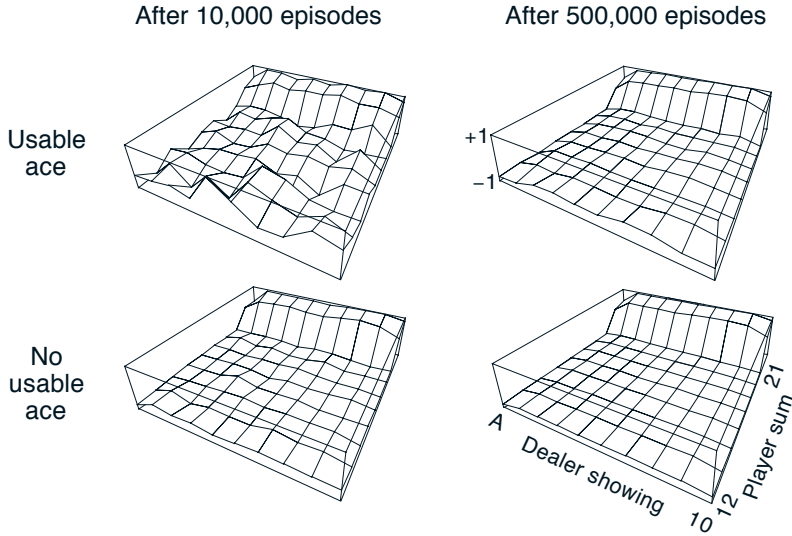 After 10,000 episodes
After 500,000 episodes
Usable
ace
+1
−1
No
usable
ace
A
Dealer showing
10
12
Player sum
21